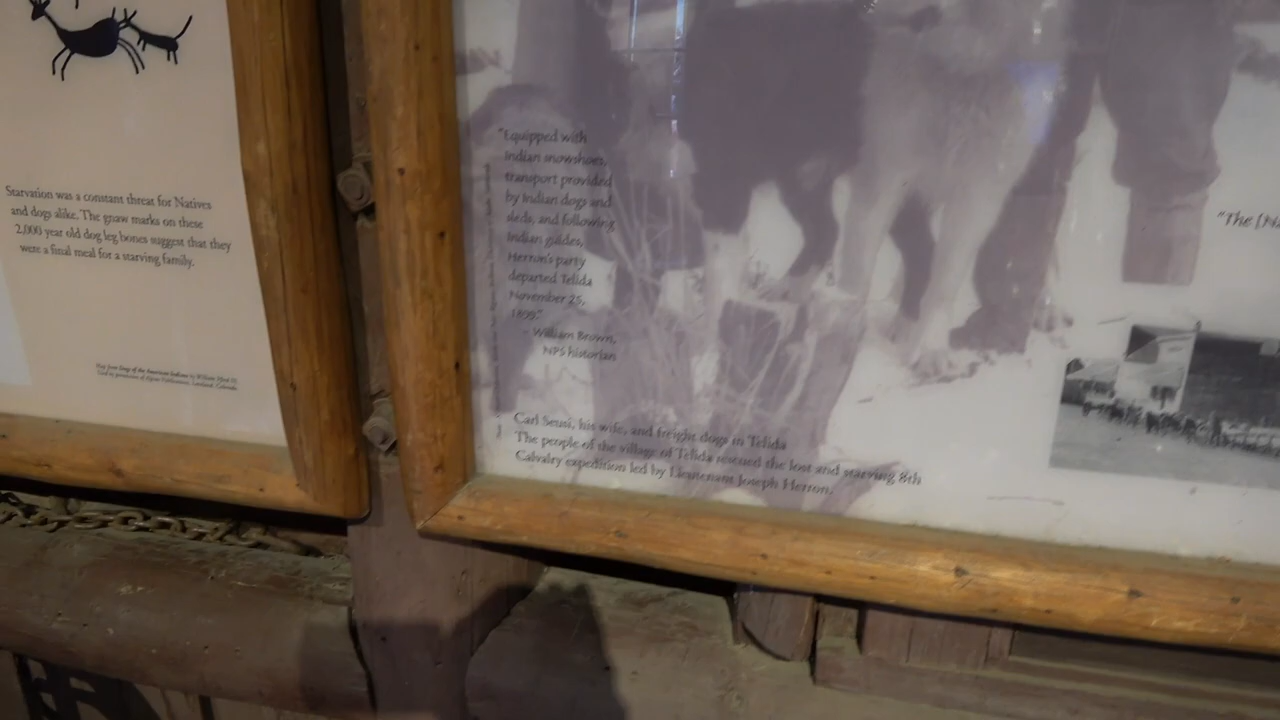 Starvation was a constant threat for Natives
and dogs alike. The gnaw marks on these
2,000 year old dog leg bones suggest that they
were a final meal for a starving family.
"Equipped with
Indian snowshoes,
transport provided
by Indian dogs and
sleds, and following
Indian guides,
Herron's party
departed Telida
November 25,
1899."
- William Brown,
NPS historian
Carl Seusi, his wife, and freight dogs in Telida
The people of the village of Telida rescued the lost and starving 8th
Calvalry expedition led by Lieutenant Joseph Herron.
"The